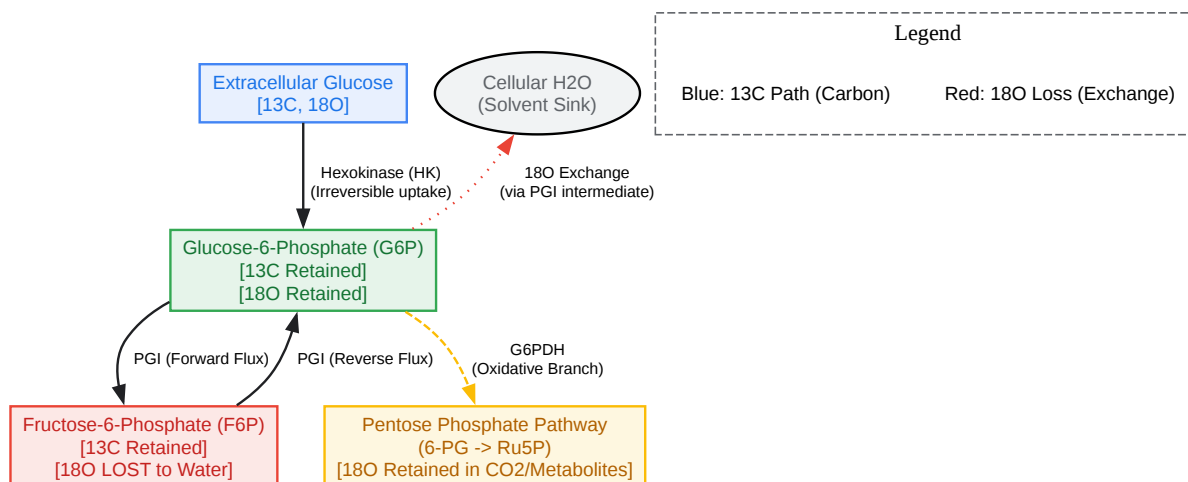 Legend
Blue: 13C Path (Carbon)
Red: 18O Loss (Exchange)
Extracellular Glucose
[13C, 18O]
Cellular H2O
(Solvent Sink)
Hexokinase (HK)
(Irreversible uptake)
18O Exchange
(via PGI intermediate)
Glucose-6-Phosphate (G6P)
[13C Retained]
[18O Retained]
PGI (Forward Flux)
PGI (Reverse Flux)
G6PDH
(Oxidative Branch)
Fructose-6-Phosphate (F6P)
[13C Retained]
[18O LOST to Water]
Pentose Phosphate Pathway
(6-PG -> Ru5P)
[18O Retained in CO2/Metabolites]